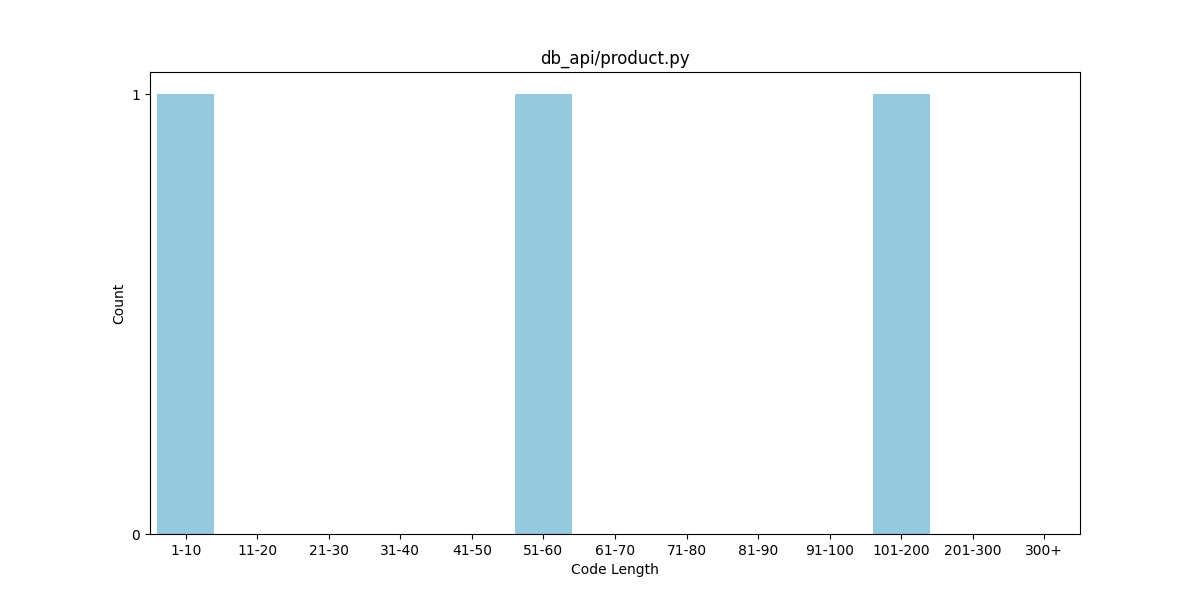 db_api/product.py
1
Count
0
1-10 11-20 21-30 31-40 41-50 51-60 61-70 71-80 81-90 91-100 101-200 201-300 300+
Code Length